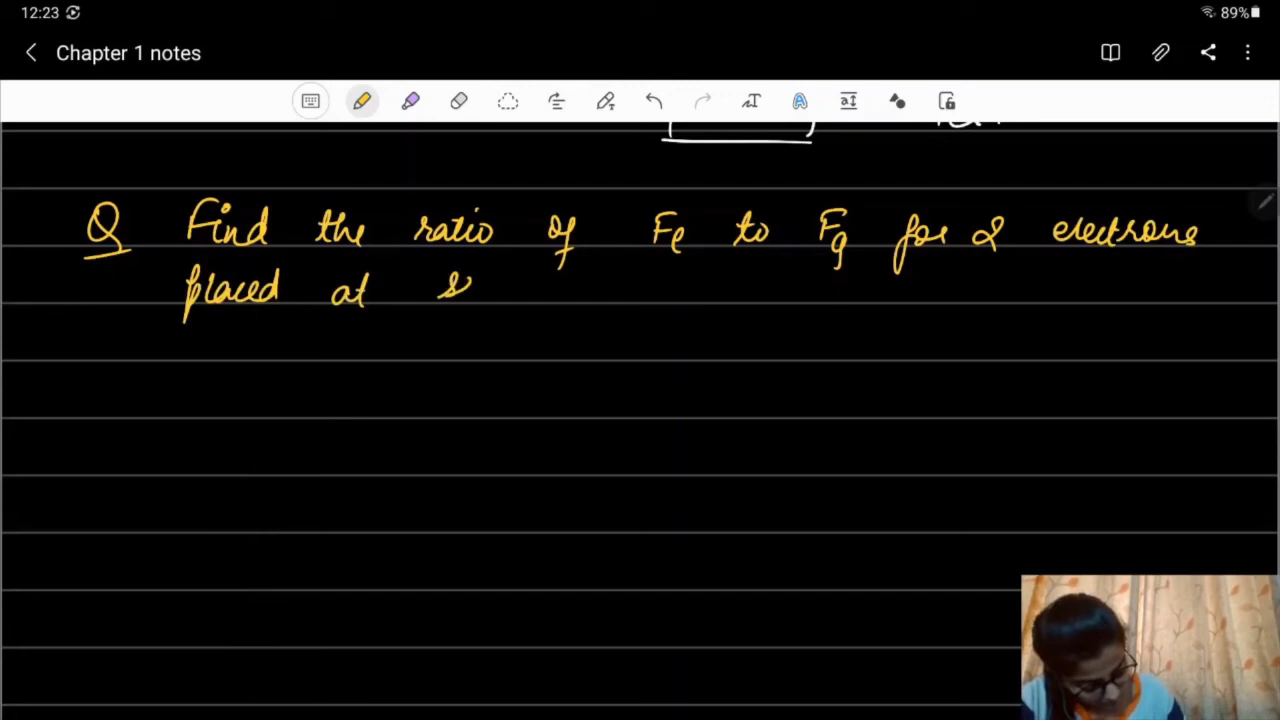 12:23
89%
Chapter 1 notes
Q Find the ratio of Fe to Fg for 2 electrons
placed at s